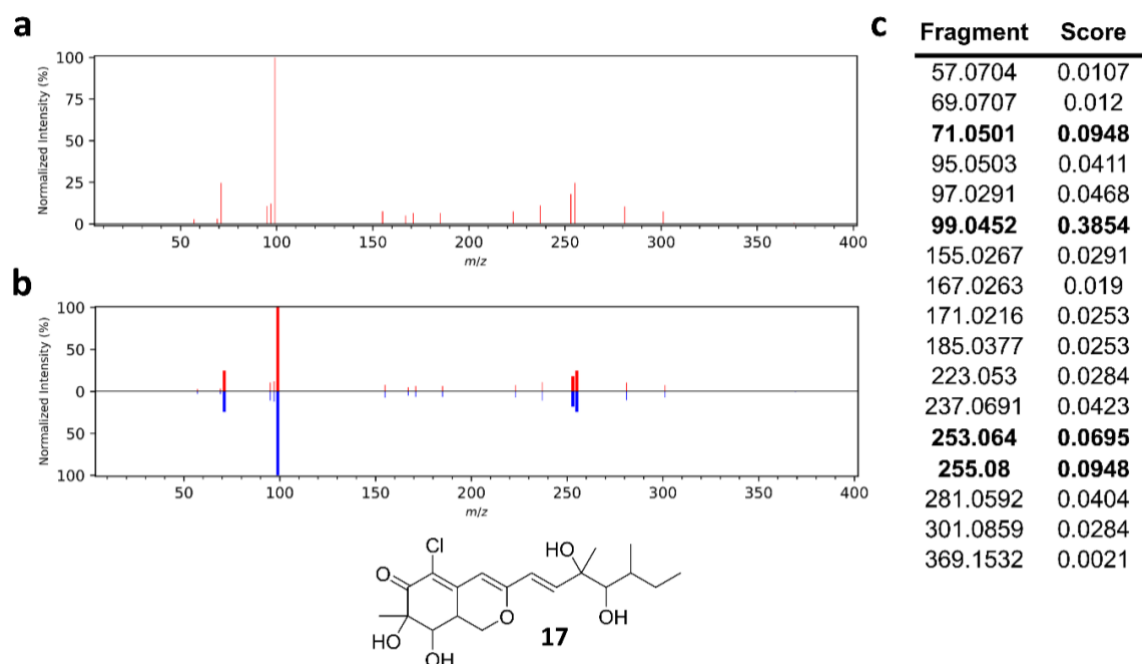 a
100
75
50
25
0
Normalized Intensity (%)
50 100 150 200 250 300 350 400
m/z
b
100
50
0
50
100
Normalized Intensity (%)
50 100 150 200 250 300 350 400
m/z
Cl
O
HO
OH
O
HO
OH
17
c
Fragment Score
57.0704 0.0107
69.0707 0.012
71.0501 0.0948
95.0503 0.0411
97.0291 0.0468
99.0452 0.3854
155.0267 0.0291
167.0263 0.019
171.0216 0.0253
185.0377 0.0253
223.053 0.0284
237.0691 0.0423
253.064 0.0695
255.08 0.0948
281.0592 0.0404
301.0859 0.0284
369.1532 0.0021